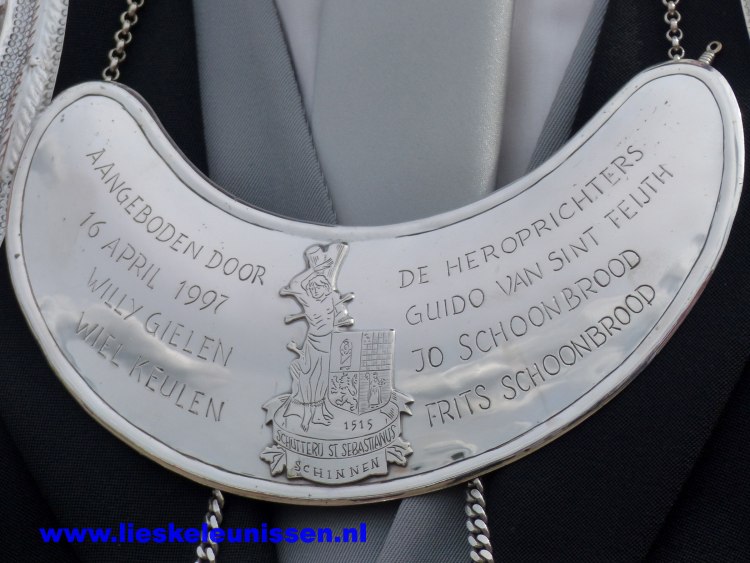 AANGEBODEN DOOR
16 APRIL 1997
WILLY GIELEN
WIEL KEULEN
DE HEROPRICHTERS
GUIDO VAN SINT FEIJTH
JO SCHOONBROOD
FRITS SCHOONBROOD
1515
SCHUTTERIJ ST. SEBASTIANUS
SCHINNEN
www.lieskeleunissen.nl